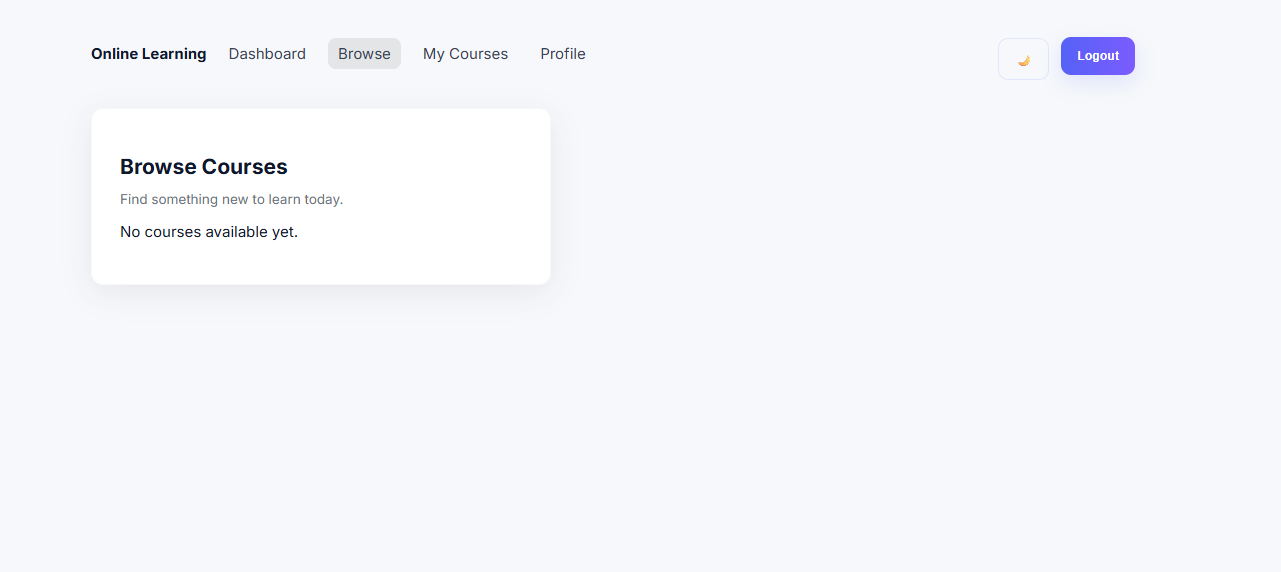 Online Learning Dashboard Browse My Courses Profile Logout
Browse Courses
Find something new to learn today.
No courses available yet.